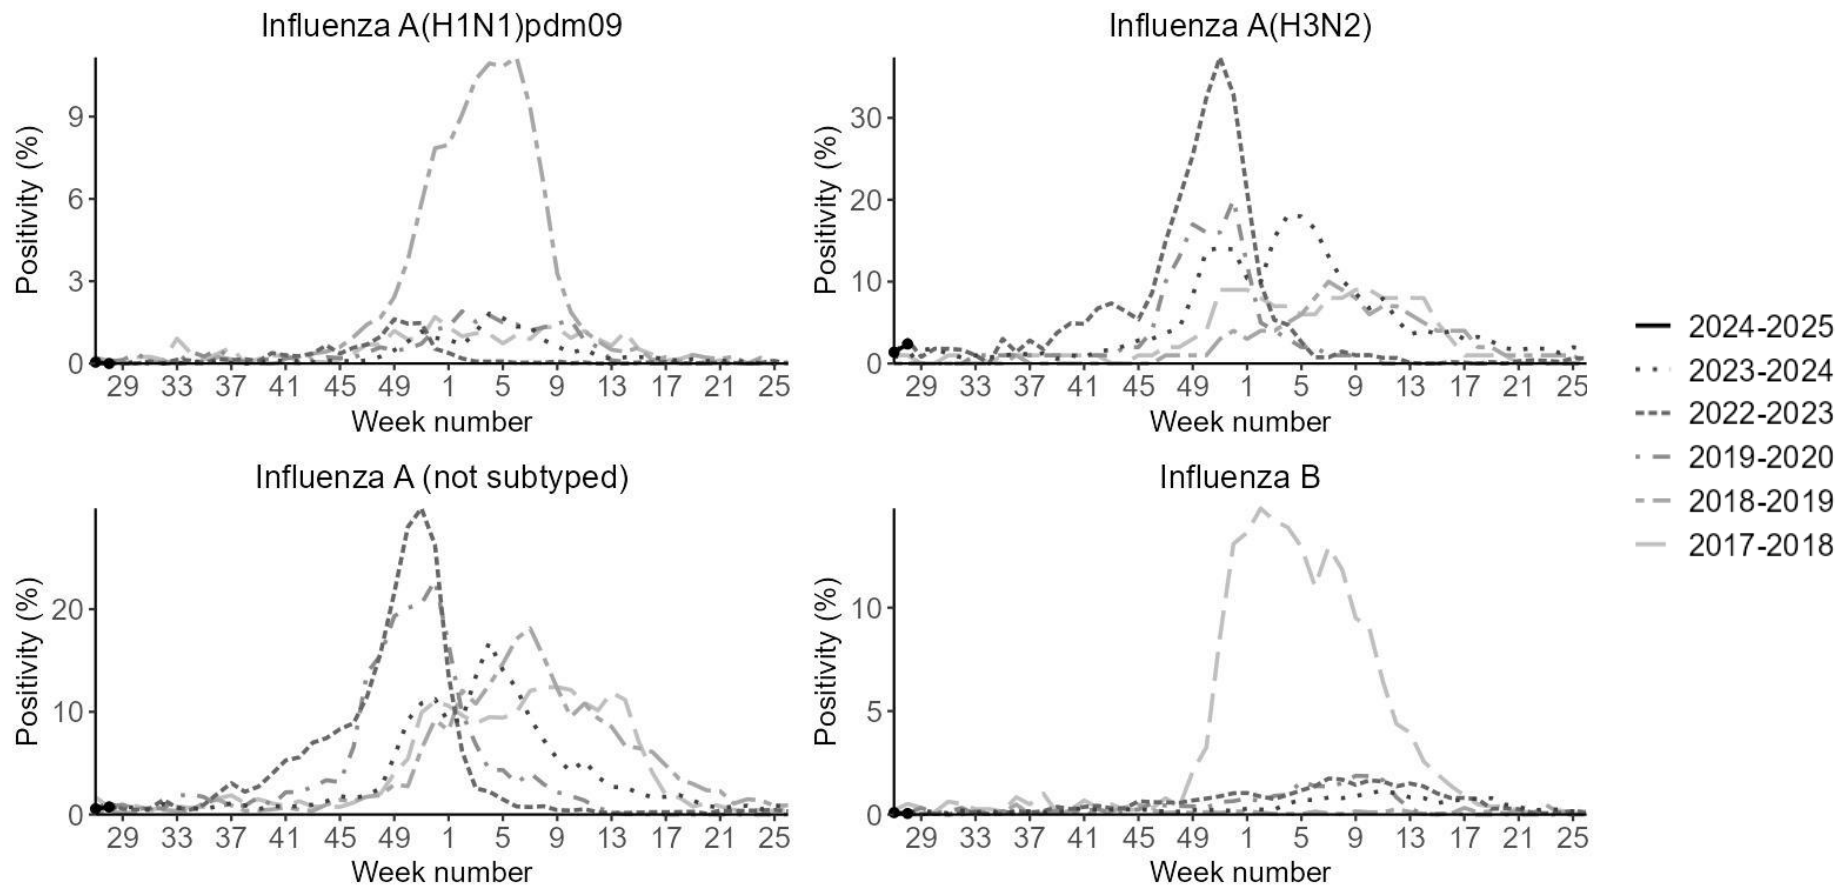 Influenza A(H1N1)pdm09
Positivity (%)
9
6
3
0
29 33 37 41 45 49 1 5 9 13 17 21 25
Week number
Influenza A(H3N2)
Positivity (%)
30
20
10
0
29 33 37 41 45 49 1 5 9 13 17 21 25
Week number
Influenza A (not subtyped)
Positivity (%)
20
10
0
29 33 37 41 45 49 1 5 9 13 17 21 25
Week number
Influenza B
Positivity (%)
10
5
0
29 33 37 41 45 49 1 5 9 13 17 21 25
Week number
2024-2025
2023-2024
2022-2023
2019-2020
2018-2019
2017-2018